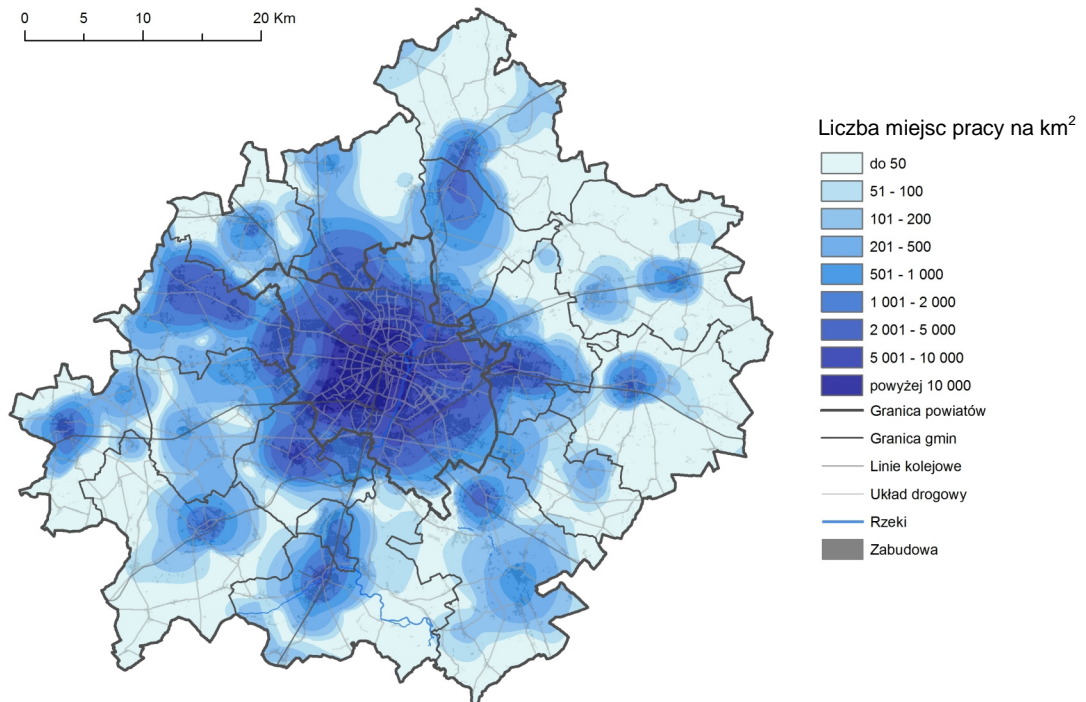 0 5 10 20 Km
Liczba miejsc pracy na km²
do 50
51 - 100
101 - 200
201 - 500
501 - 1 000
1 001 - 2 000
2 001 - 5 000
5 001 - 10 000
powyżej 10 000
Granica powiatów
Granica gmin
Linie kolejowe
Układ drogowy
Rzeki
Zabudowa